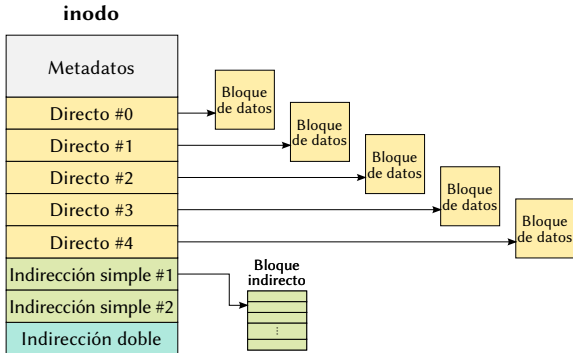 inodo
Metadatos
Directo #0
Directo #1
Directo #2
Directo #3
Directo #4
Indirección simple #1
Indirección simple #2
Indirección doble
Bloque
de datos
Bloque
de datos
Bloque
de datos
Bloque
de datos
Bloque
de datos
Bloque
indirecto
⋮